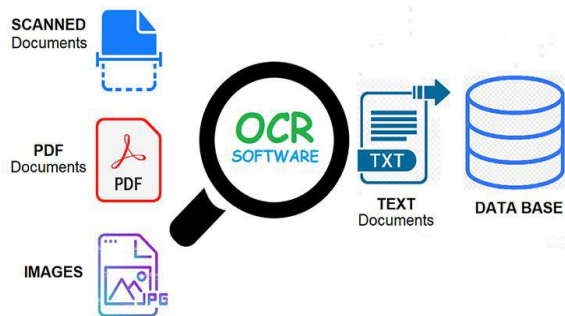 SCANNED
Documents
PDF
Documents
PDF
IMAGES
JPG
OCR
SOFTWARE
TXT
TEXT
Documents
DATA BASE